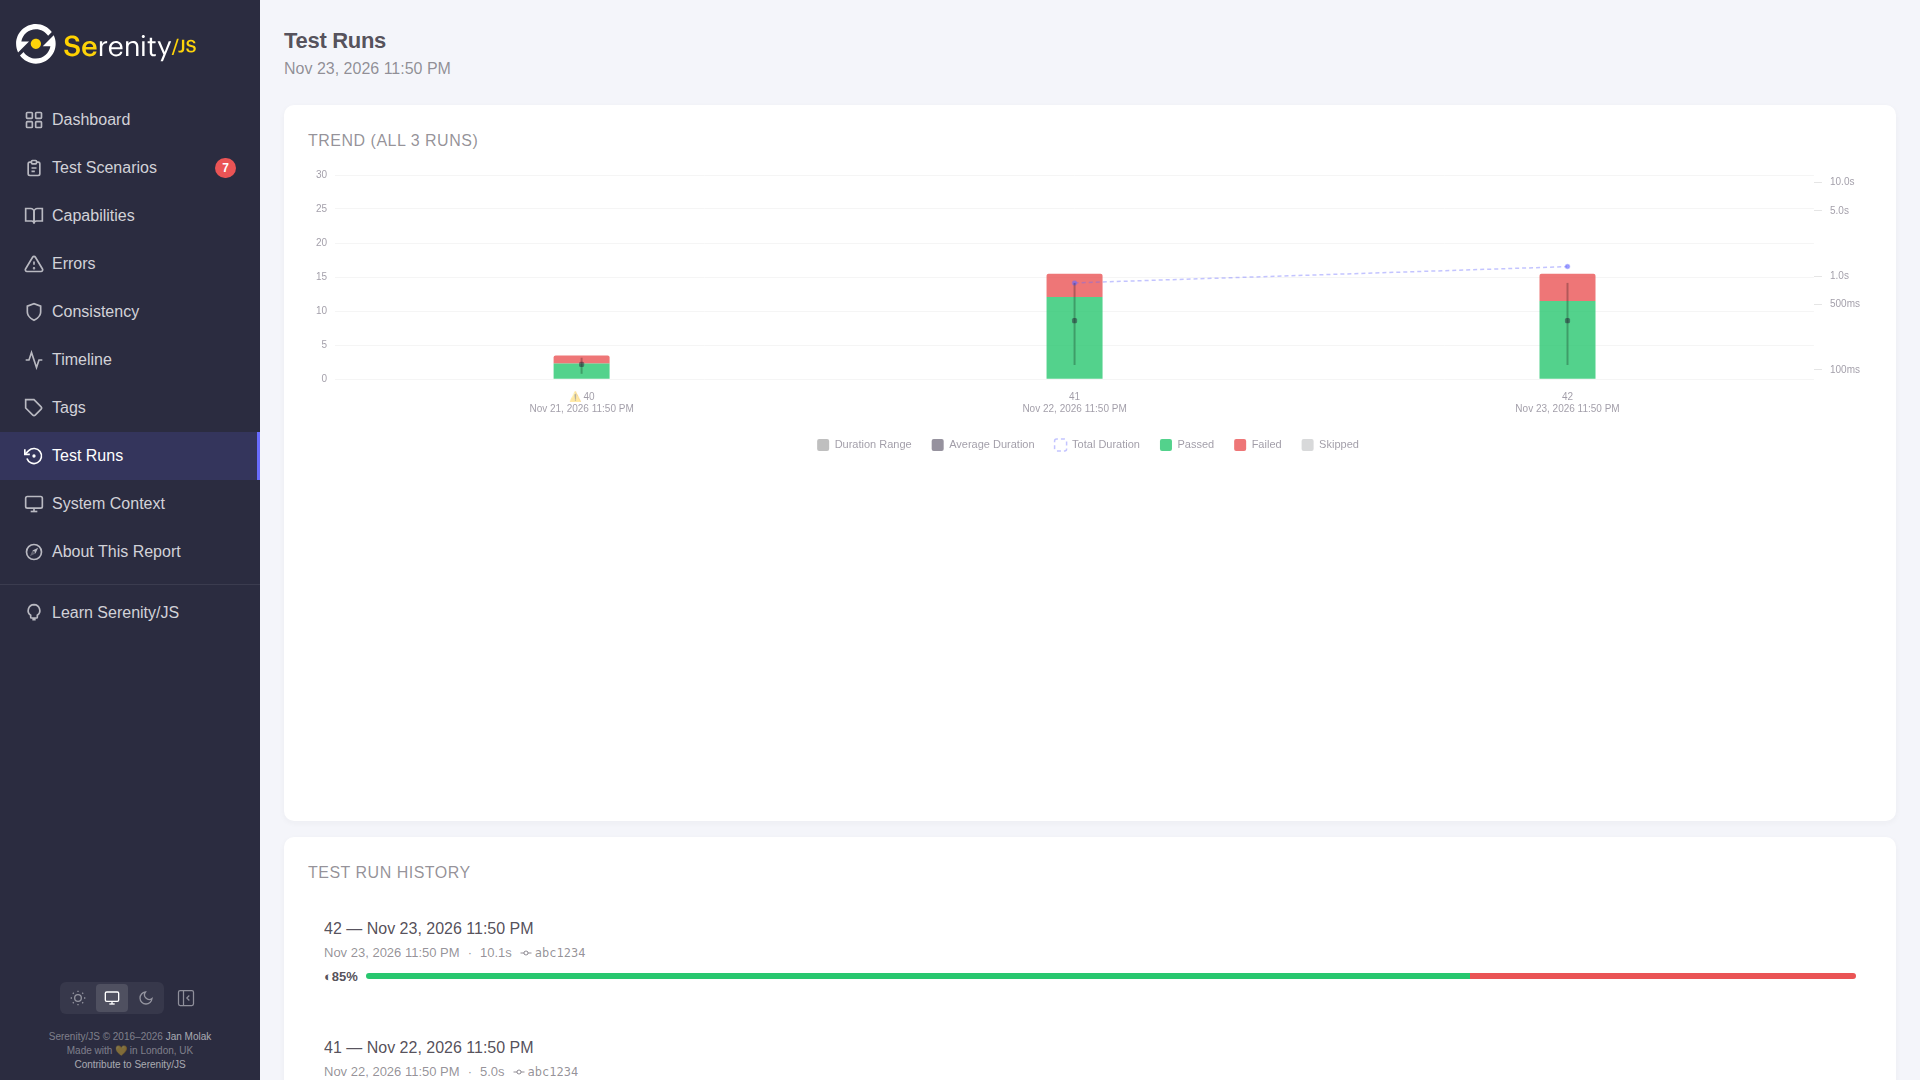 Serenity/JS
Dashboard
Test Scenarios 7
Capabilities
Errors
Consistency
Timeline
Tags
Test Runs
System Context
About This Report
Learn Serenity/JS
Serenity/JS © 2016–2026 Jan Molak
Made with 💛 in London, UK
Contribute to Serenity/JS
Test Runs
Nov 23, 2026 11:50 PM
TREND (ALL 3 RUNS)
30
25
20
15
10
5
0
10.0s
5.0s
1.0s
500ms
100ms
⚠️ 40
Nov 21, 2026 11:50 PM
41
Nov 22, 2026 11:50 PM
42
Nov 23, 2026 11:50 PM
Duration Range Average Duration Total Duration Passed Failed Skipped
TEST RUN HISTORY
42 — Nov 23, 2026 11:50 PM
Nov 23, 2026 11:50 PM · 10.1s abc1234
85%
41 — Nov 22, 2026 11:50 PM
Nov 22, 2026 11:50 PM · 5.0s abc1234